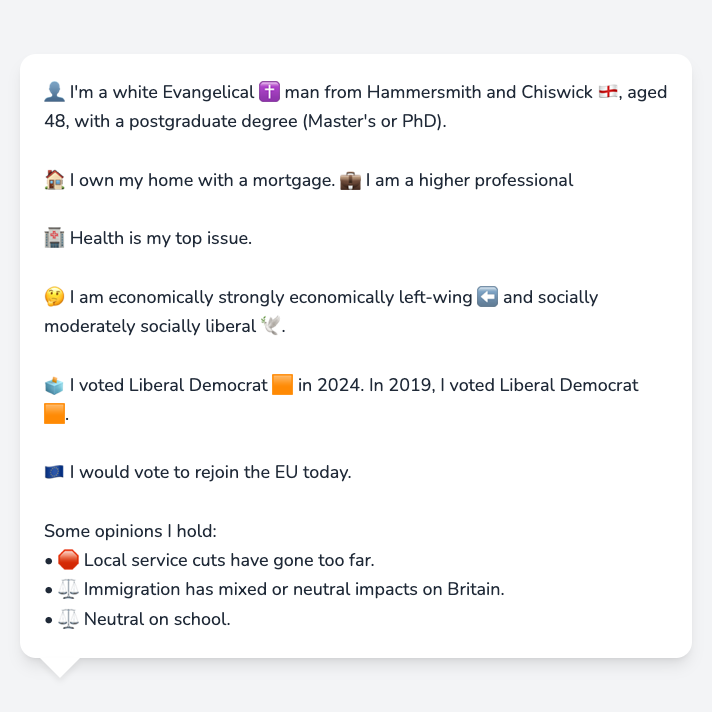 👤 I'm a white Evangelical ✝️ man from Hammersmith and Chiswick 🏴󠁧󠁢󠁥󠁮󠁧󠁿, aged
48, with a postgraduate degree (Master's or PhD).
🏠 I own my home with a mortgage. 💼 I am a higher professional
🏥 Health is my top issue.
🤔 I am economically strongly economically left-wing ⬅️ and socially
moderately socially liberal 🕊️.
🗳️ I voted Liberal Democrat 🟧 in 2024. In 2019, I voted Liberal Democrat
🟧.
🇪🇺 I would vote to rejoin the EU today.
Some opinions I hold:
• 🛑 Local service cuts have gone too far.
• ⚖️ Immigration has mixed or neutral impacts on Britain.
• ⚖️ Neutral on school.